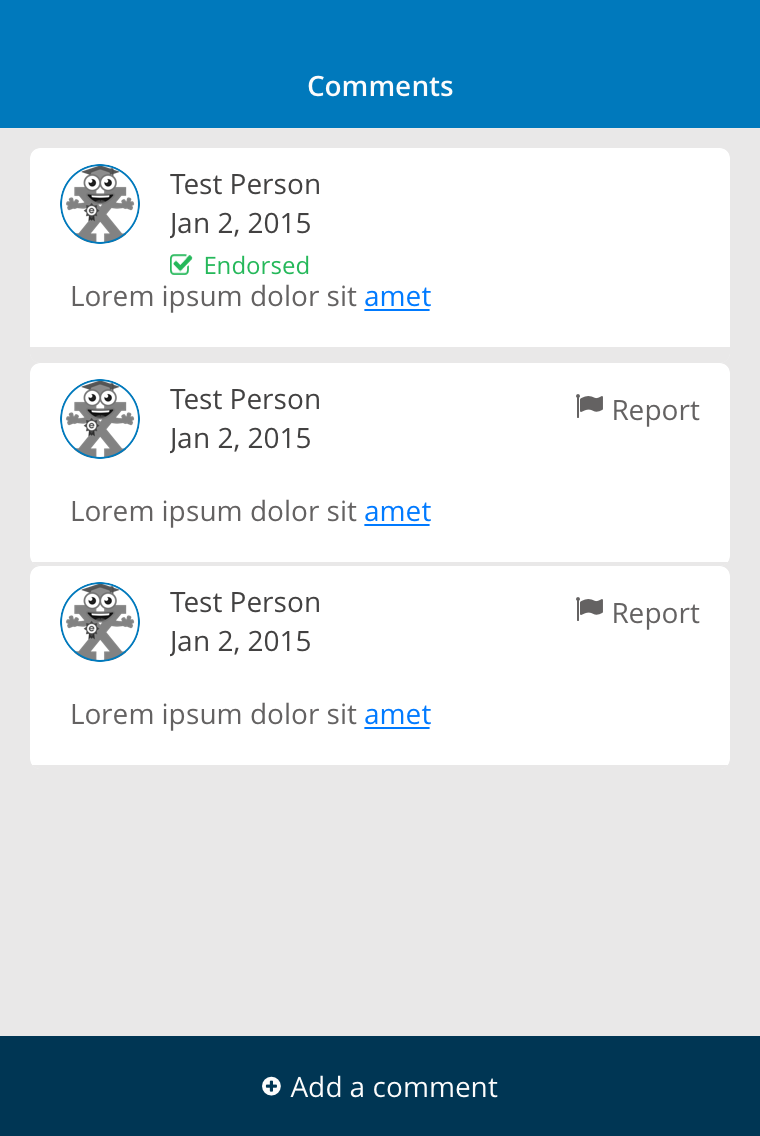 Comments
Test Person
Jan 2, 2015
Endorsed
Lorem ipsum dolor sit amet
Test Person
Report
Jan 2, 2015
Lorem ipsum dolor sit amet
Test Person
Report
Jan 2, 2015
Lorem ipsum dolor sit amet
Add a comment